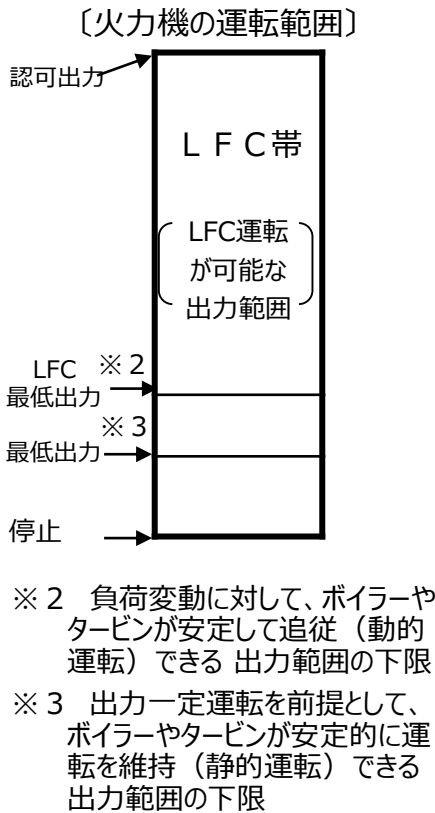 〔火力機の運転範囲〕
認可出力
ＬＦＣ帯
LFC運転
が可能な
出力範囲
LFC ※２
最低出力
※３
最低出力
停止
※２ 負荷変動に対して、ボイラーや
タービンが安定して追従（動的
運転）できる 出力範囲の下限
※３ 出力一定運転を前提として、
ボイラーやタービンが安定的に運
転を維持（静的運転）できる
出力範囲の下限